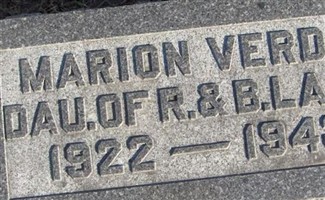 MARION VERD
DAU. OF R. & B. LA
1922 — 194